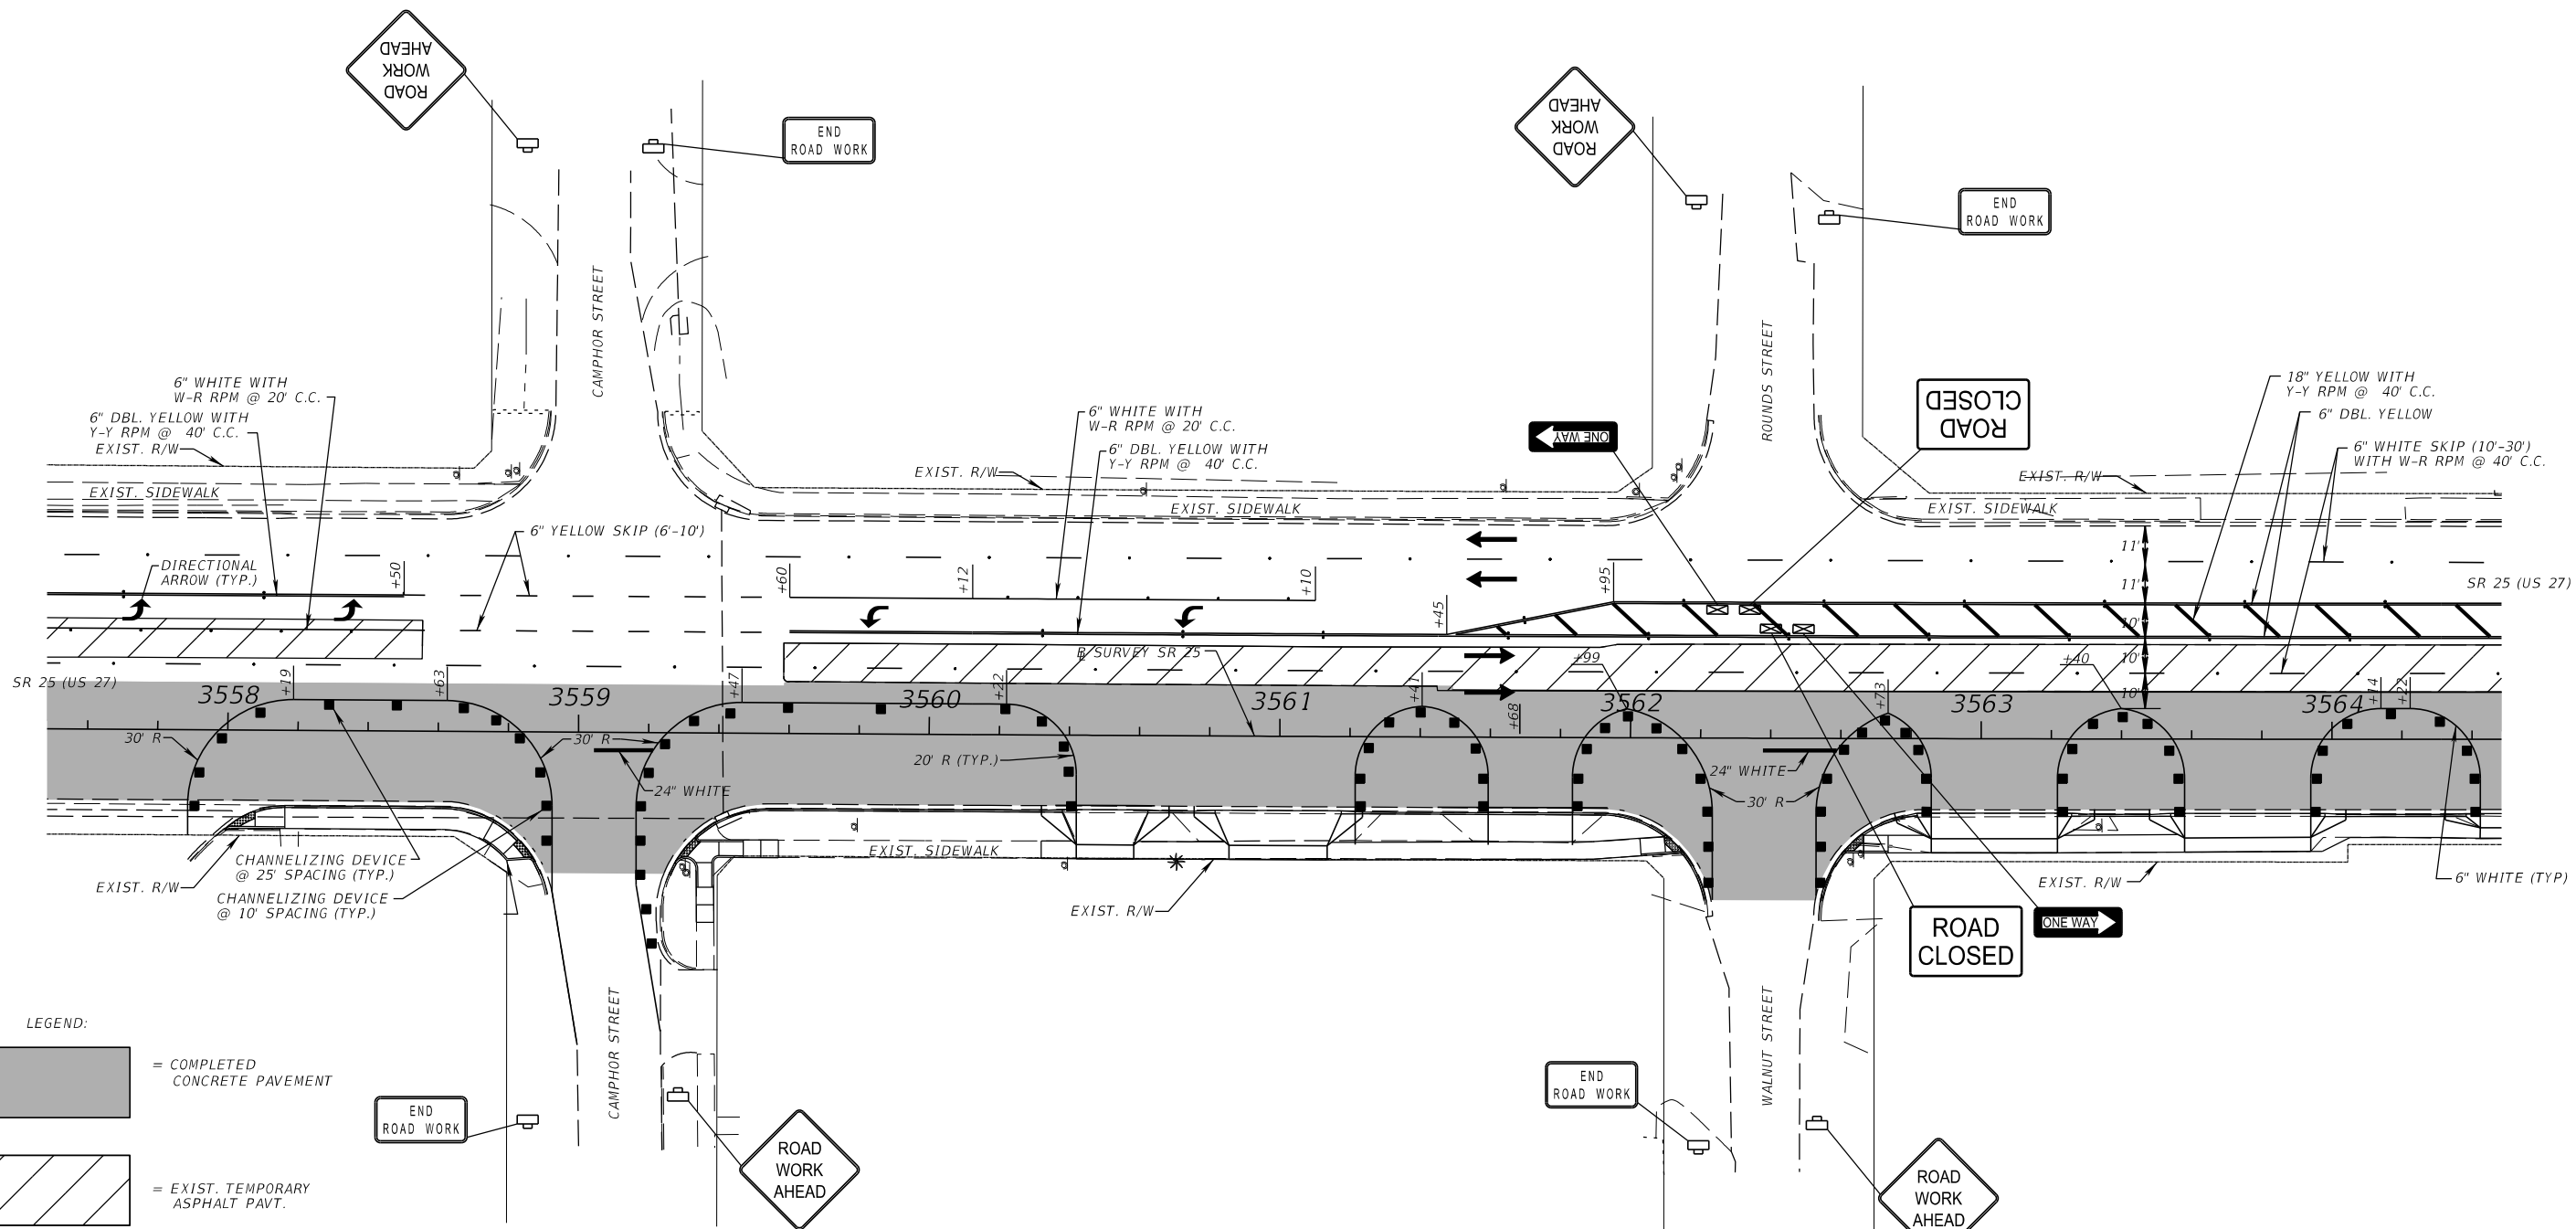 ROAD
WORK
AHEAD
END
ROAD WORK
ROAD
WORK
AHEAD
END
ROAD WORK
CAMPHOR STREET
ROUNDS STREET
6" WHITE WITH
W-R RPM @ 20' C.C.
6" DBL. YELLOW WITH
Y-Y RPM @ 40' C.C.
EXIST. R/W
EXIST. SIDEWALK
6" WHITE WITH
W-R RPM @ 20' C.C.
6" DBL. YELLOW WITH
Y-Y RPM @ 40' C.C.
EXIST. R/W
EXIST. SIDEWALK
ONE WAY
ROAD
CLOSED
18" YELLOW WITH
Y-Y RPM @ 40' C.C.
6" DBL. YELLOW
6" WHITE SKIP (10'-30')
WITH W-R RPM @ 40' C.C.
EXIST. R/W
EXIST. SIDEWALK
6" YELLOW SKIP (6'-10')
DIRECTIONAL
ARROW (TYP.)
+50
+60
+12
+10
+45
+95
11'
11'
10'
10'
10'
SR 25 (US 27)
SR 25 (US 27)
B/SURVEY SR 25
+19
+63
+47
+22
+41
+68
+99
+73
+40
+14
+22
3558
3559
3560
3561
3562
3563
3564
30' R
30' R
20' R (TYP.)
24" WHITE
24" WHITE
30' R
CHANNELIZING DEVICE
@ 25' SPACING (TYP.)
EXIST. R/W
CHANNELIZING DEVICE
@ 10' SPACING (TYP.)
EXIST. SIDEWALK
EXIST. R/W
EXIST. R/W
6" WHITE (TYP)
ROAD
CLOSED
ONE WAY
CAMPHOR STREET
WALNUT STREET
LEGEND:
= COMPLETED
CONCRETE PAVEMENT
= EXIST. TEMPORARY
ASPHALT PAVT.
END
ROAD WORK
ROAD
WORK
AHEAD
END
ROAD WORK
ROAD
WORK
AHEAD